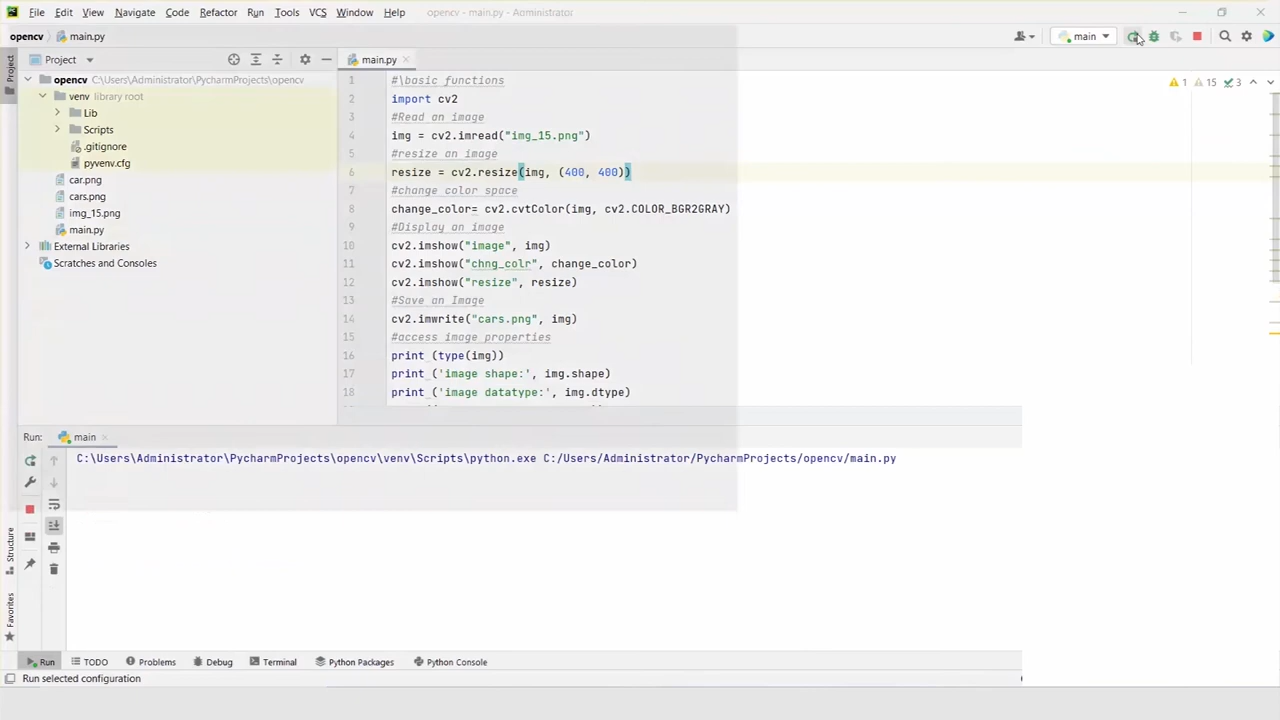 File Edit View Navigate Code Refactor Run Tools VCS Window Help opencv - main.py - Administrator
opencv main.py main
Project main.py
opencv C:\Users\Administrator\PycharmProjects\opencv
venv library root
Lib
Scripts
.gitignore
pyvenv.cfg
car.png
cars.png
img_15.png
main.py
External Libraries
Scratches and Consoles
1 15 3
1 #\basic functions
2 import cv2
3 #Read an image
4 img = cv2.imread("img_15.png")
5 #resize an image
6 resize = cv2.resize(img, (400, 400))
7 #change color space
8 change_color= cv2.cvtColor(img, cv2.COLOR_BGR2GRAY)
9 #Display an image
10 cv2.imshow("image", img)
11 cv2.imshow("chng_colr", change_color)
12 cv2.imshow("resize", resize)
13 #Save an Image
14 cv2.imwrite("cars.png", img)
15 #access image properties
16 print (type(img))
17 print ('image shape:', img.shape)
18 print ('image datatype:', img.dtype)
Run: main
C:\Users\Administrator\PycharmProjects\opencv\venv\Scripts\python.exe C:/Users/Administrator/PycharmProjects/opencv/main.py
Project
Structure
Favorites
Run TODO Problems Debug Terminal Python Packages Python Console
Run selected configuration